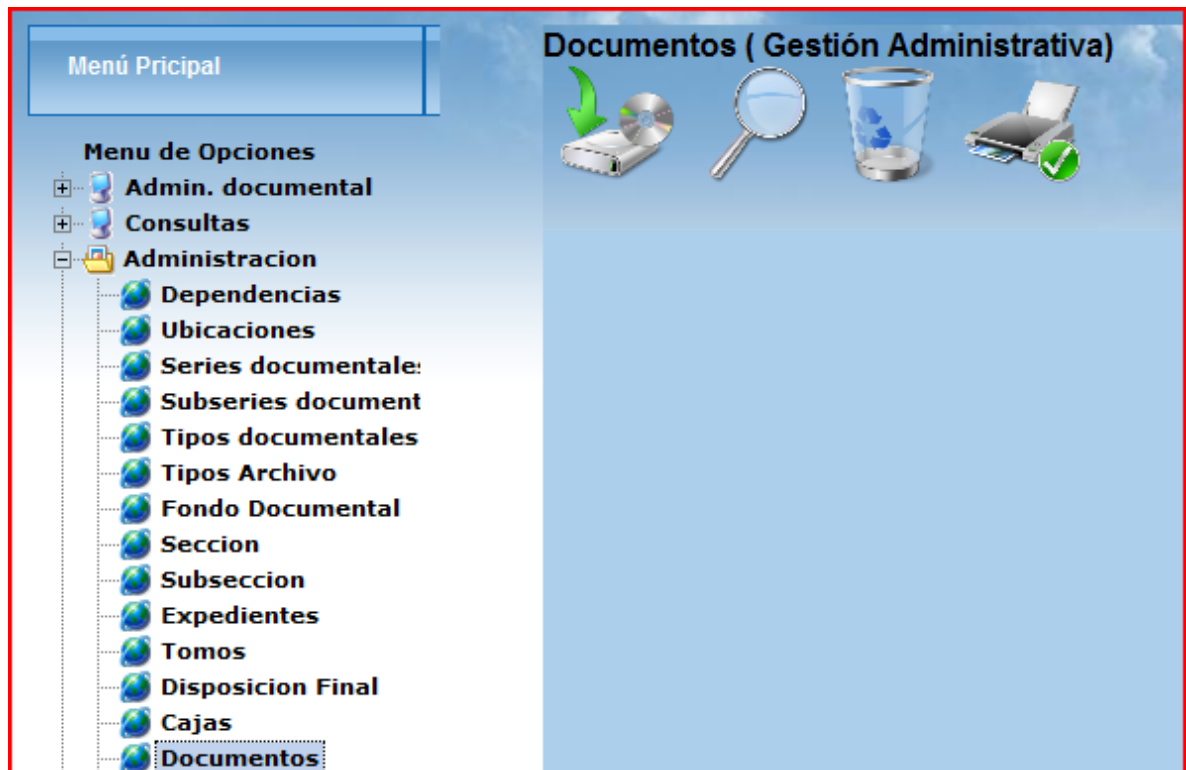 Menú Pricipal
Documentos ( Gestión Administrativa)
Menu de Opciones
Admin. documental
Consultas
Administracion
Dependencias
Ubicaciones
Series documentales
Subseries document
Tipos documentales
Tipos Archivo
Fondo Documental
Seccion
Subseccion
Expedientes
Tomos
Disposicion Final
Cajas
Documentos